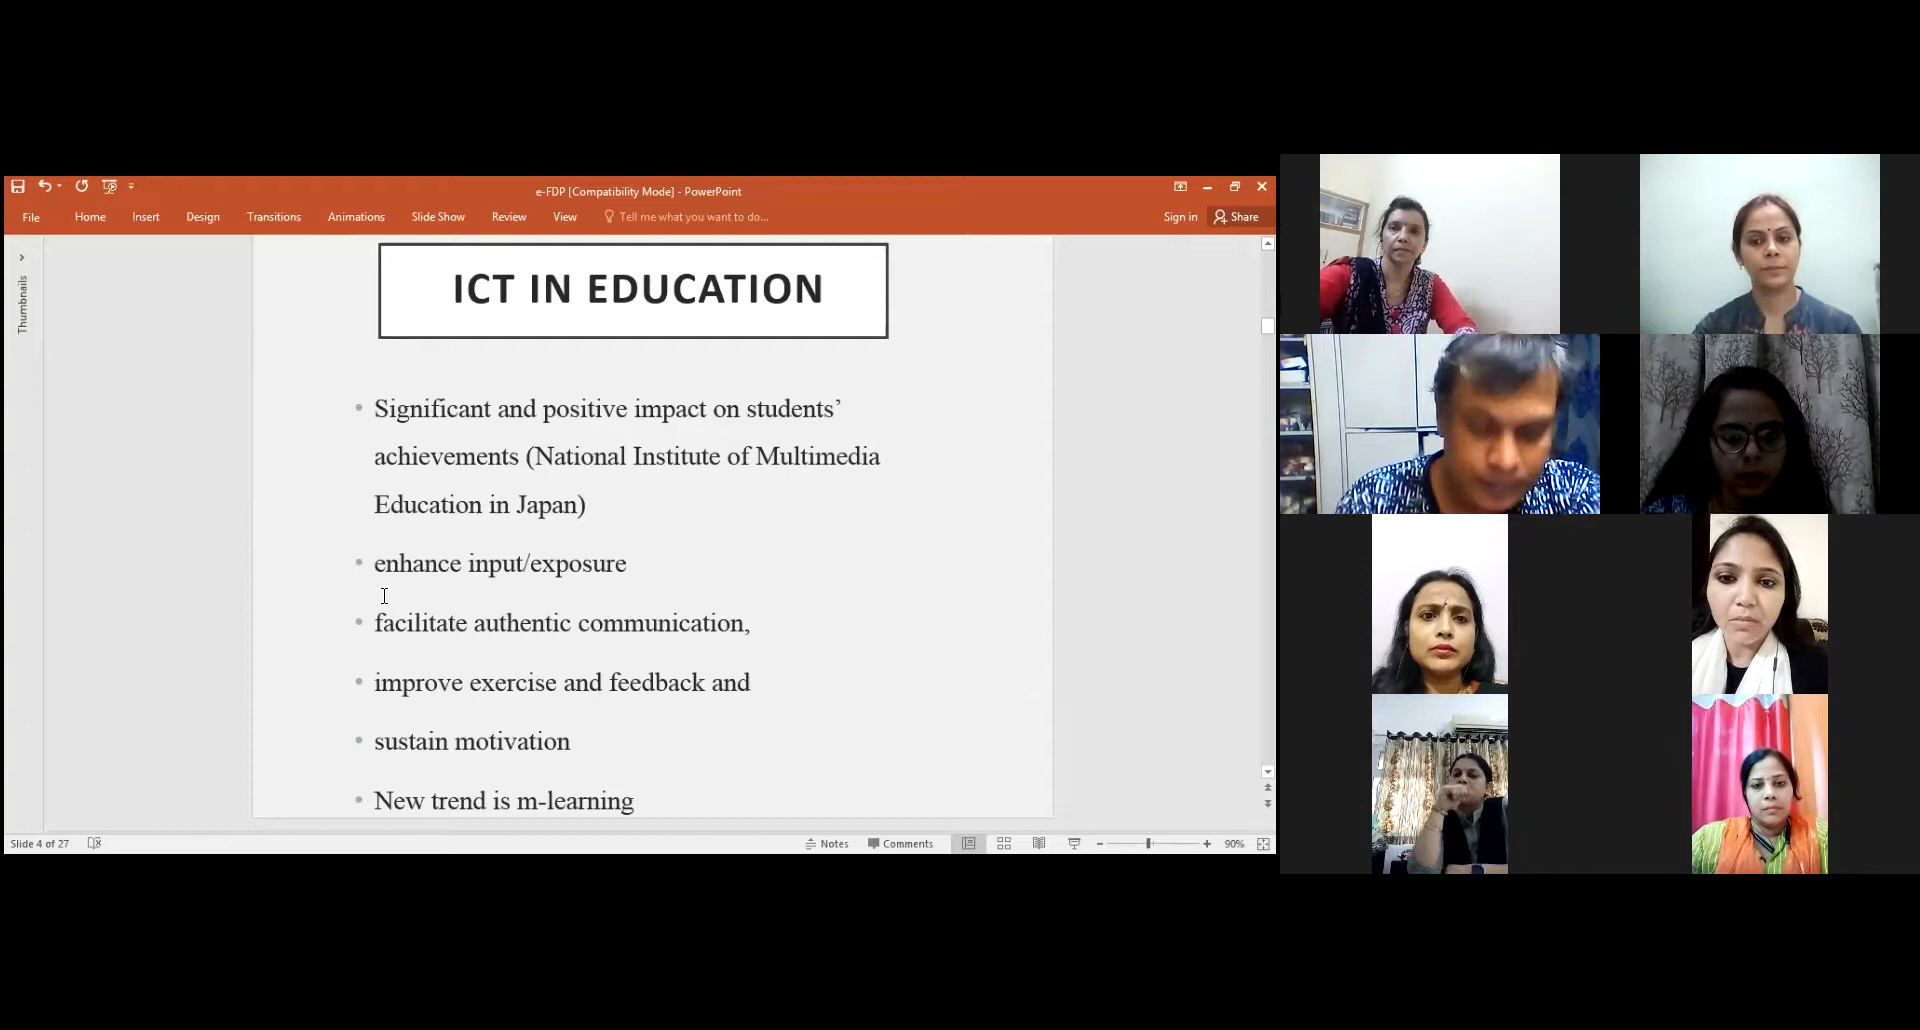 e-FDP [Compatibility Mode] - PowerPoint
File Home Insert Design Transitions Animations Slide Show Review View Tell me what you want to do... Sign in Share
Thumbnails
ICT IN EDUCATION
• Significant and positive impact on students’
achievements (National Institute of Multimedia
Education in Japan)
• enhance input/exposure
• facilitate authentic communication,
• improve exercise and feedback and
• sustain motivation
• New trend is m-learning
Slide 4 of 27 Notes Comments 90%